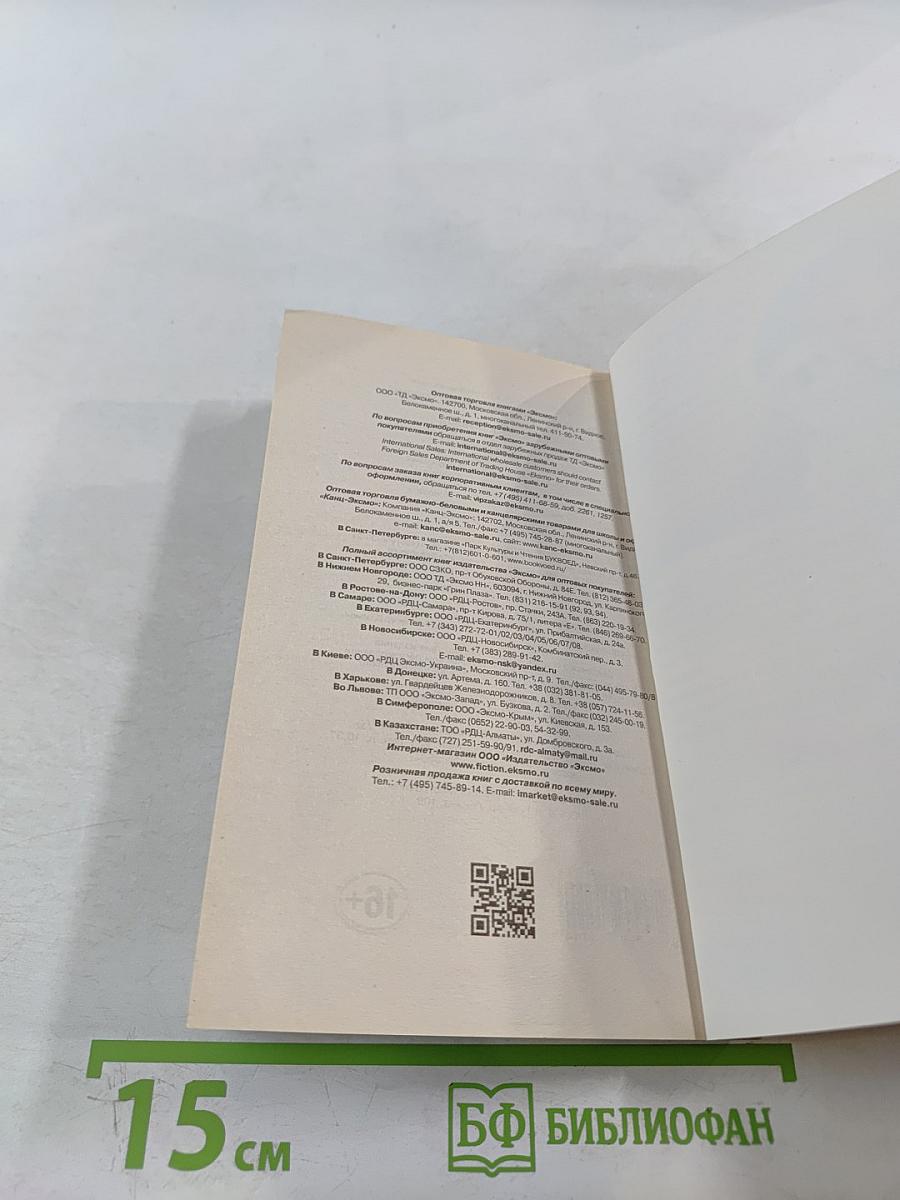 Оптовая торговля книгами «Эксмо»:
ООО «ТД «Эксмо». 142700, Московская обл., Ленинский р-н, г. Видное,
Белокаменное ш., д. 1, многоканальный тел. 411-50-74.
E-mail: reception@eksmo-sale.ru
По вопросам приобретения книг «Эксмо» зарубежными оптовыми
покупателями обращаться в отдел зарубежных продаж ТД «Эксмо»
E-mail: international@eksmo-sale.ru
International Sales: International wholesale customers should contact
Foreign Sales Department of Trading House «Eksmo» for their orders.
international@eksmo-sale.ru
По вопросам заказа книг корпоративным клиентам, в том числе в специальном
оформлении, обращаться по тел. +7 (495) 411-68-59, доб. 2261, 1257.
E-mail: vipzakaz@eksmo.ru
Оптовая торговля бумажно-беловыми и канцелярскими товарами для школы и
«Канц-Эксмо»: Компания «Канц-Эксмо»: 142702, Московская обл., Ленинский р-н, г.
Белокаменное ш., д. 1, а/я 5. Тел./факс +7 (495) 745-28-87 (многоканальный).
e-mail: kanc@eksmo-sale.ru, сайт: www.kanc-eksmo.ru
В Санкт-Петербурге: в магазине «Парк Культуры и Чтения БУКВОЕД», Невский пр-т, д.46.
Тел.: +7(812)601-0-601, www.bookvoed.ru/
Полный ассортимент книг издательства «Эксмо» для оптовых покупателей:
В Санкт-Петербурге: ООО СЗКО, пр-т Обуховской Обороны, д. 84Е. Тел. (812) 365-46-03
В Нижнем Новгороде: ООО ТД «Эксмо НН», 603094, г. Нижний Новгород, ул. Карпинского
29, бизнес-парк «Грин Плаза». Тел. (831) 216-15-91 (92, 93, 94).
В Ростове-на-Дону: ООО «РДЦ-Ростов», пр. Стачки, 243А. Тел. (863) 220-19-34.
В Самаре: ООО «РДЦ-Самара», пр-т Кирова, д. 75/1, литера «Е». Тел. (846) 269-66-70.
В Екатеринбурге: ООО «РДЦ-Екатеринбург», ул. Прибалтийская, д. 24а.
Тел. +7 (343) 272-72-01/02/03/04/05/06/07/08.
В Новосибирске: ООО «РДЦ-Новосибирск», Комбинатский пер., д. 3.
Тел. +7 (383) 289-91-42.
E-mail: eksmo-nsk@yandex.ru
В Киеве: ООО «РДЦ Эксмо-Украина», Московский пр-т, д. 9. Тел./факс: (044) 495-79-80/8
В Донецке: ул. Артема, д. 160. Тел. +38 (032) 381-81-05.
В Харькове: ул. Гвардейцев Железнодорожников, д. 8. Тел. +38 (057) 724-11-56.
Во Львове: ТП ООО «Эксмо-Запад», ул. Бузкова, д. 2. Тел./факс (032) 245-00-19.
В Симферополе: ООО «Эксмо-Крым», ул. Киевская, д. 153.
Тел./факс (0652) 22-90-03, 54-32-99.
В Казахстане: ТОО «РДЦ-Алматы», ул. Домбровского, д. 3а.
Тел./факс (727) 251-59-90/91. rdc-almaty@mail.ru
Интернет-магазин ООО «Издательство «Эксмо»
www.fiction.eksmo.ru
Розничная продажа книг с доставкой по всему миру.
Тел.: +7 (495) 745-89-14. E-mail: imarket@eksmo-sale.ru
16+
15 см
БФ БИБЛИОФАН